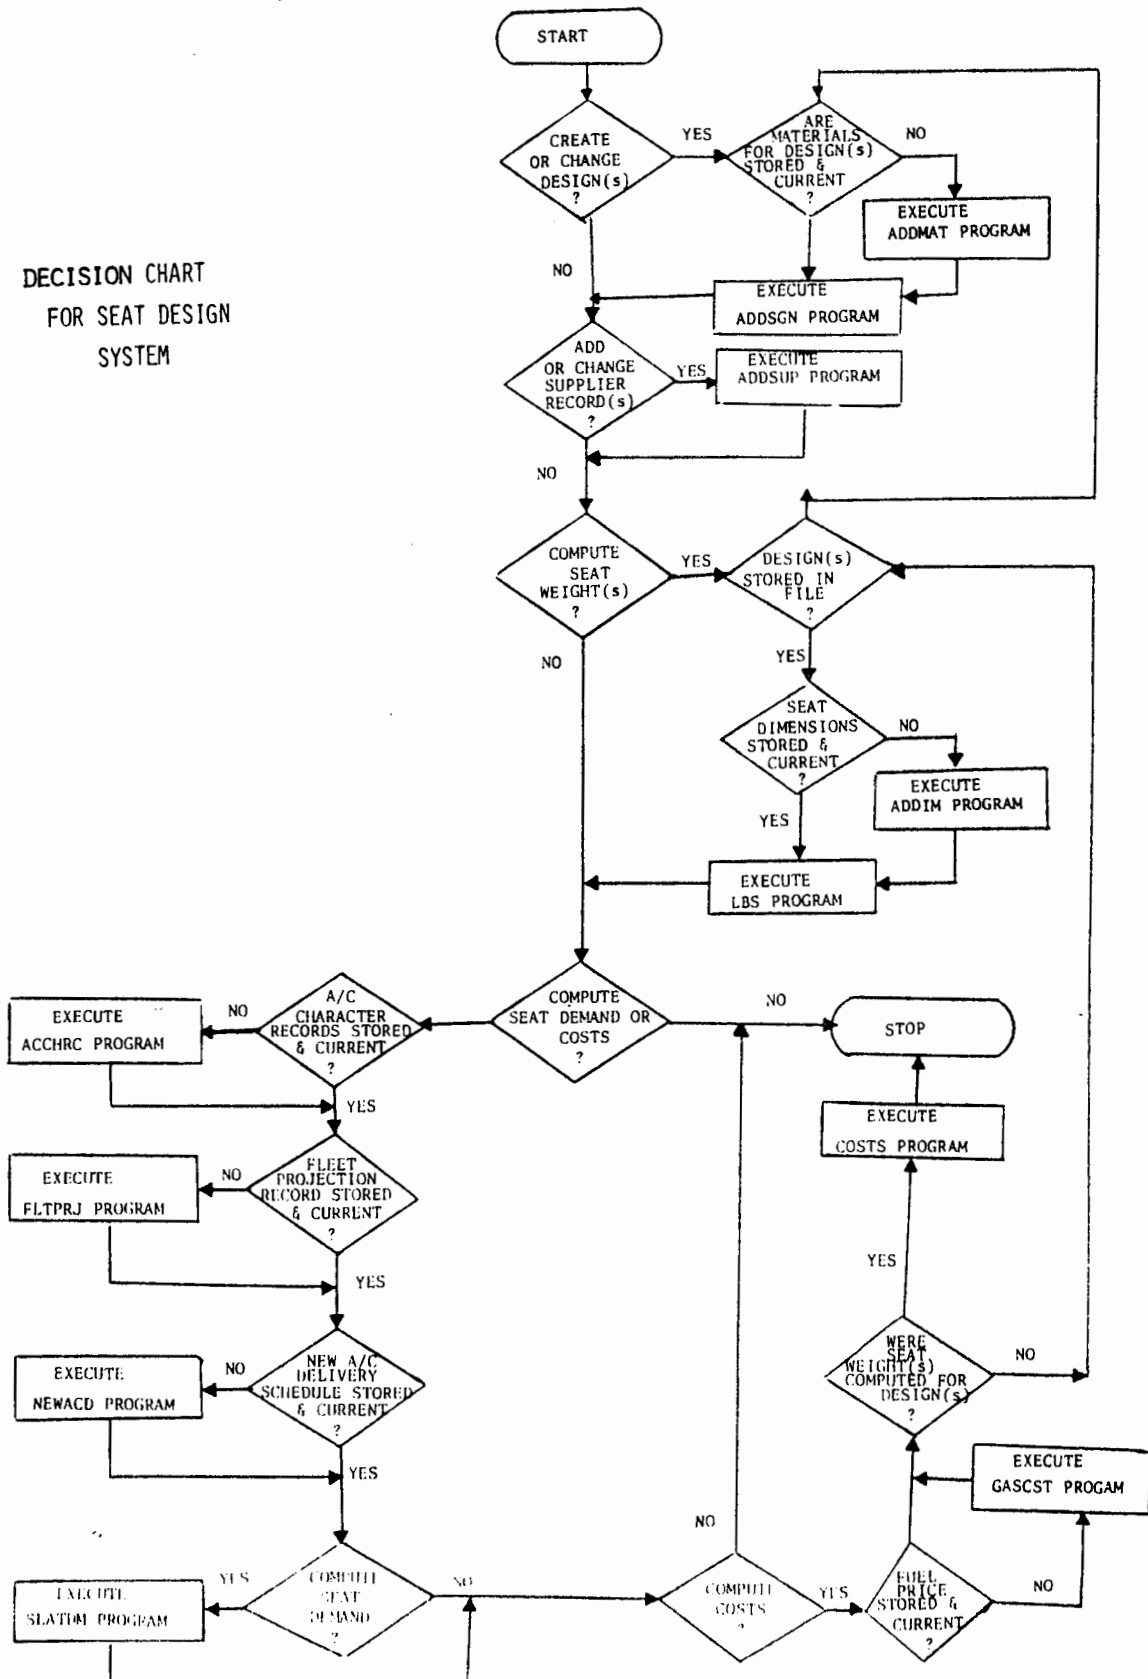 START
CREATE
OR CHANGE
DESIGN(s)
?
YES
ARE
MATERIALS
FOR DESIGN(s)
STORED &
CURRENT
?
NO
EXECUTE
ADDMAT PROGRAM
DECISION CHART
FOR SEAT DESIGN
SYSTEM
NO
EXECUTE
ADDSGN PROGRAM
ADD
OR CHANGE
SUPPLIER
RECORD(s)
?
YES
EXECUTE
ADDSUP PROGRAM
NO
COMPUTE
SEAT
WEIGHT(s)
?
YES
DESIGN(s)
STORED IN
FILE
?
NO
YES
SEAT
DIMENSIONS
STORED &
CURRENT
?
NO
EXECUTE
ADDIM PROGRAM
YES
EXECUTE
LBS PROGRAM
COMPUTE
SEAT DEMAND OR
COSTS
?
NO
STOP
A/C
CHARACTER
RECORDS STORED
& CURRENT
?
NO
EXECUTE
ACCHRC PROGRAM
YES
EXECUTE
COSTS PROGRAM
FLEET
PROJECTION
RECORD STORED
& CURRENT
?
NO
EXECUTE
FLTPRJ PROGRAM
YES
YES
NEW A/C
DELIVERY
SCHEDULE STORED
& CURRENT
?
NO
EXECUTE
NEWACD PROGRAM
WERE
SEAT
WEIGHT(s)
COMPUTED FOR
DESIGN(s)
?
NO
YES
EXECUTE
GASCST PROGAM
NO
COMPUTE
SEAT
DEMAND
?
YES
EXECUTE
SLATDM PROGRAM
NO
COMPUTE
COSTS
?
YES
FUEL
PRICE
STORED &
CURRENT
?
NO